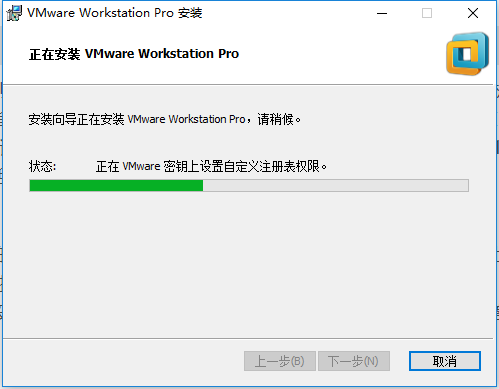 VMware Workstation Pro 安装
正在安装 VMware Workstation Pro
安装向导正在安装 VMware Workstation Pro，请稍候。
状态: 正在 VMware 密钥上设置自定义注册表权限。
上一步(B) 下一步(N) 取消